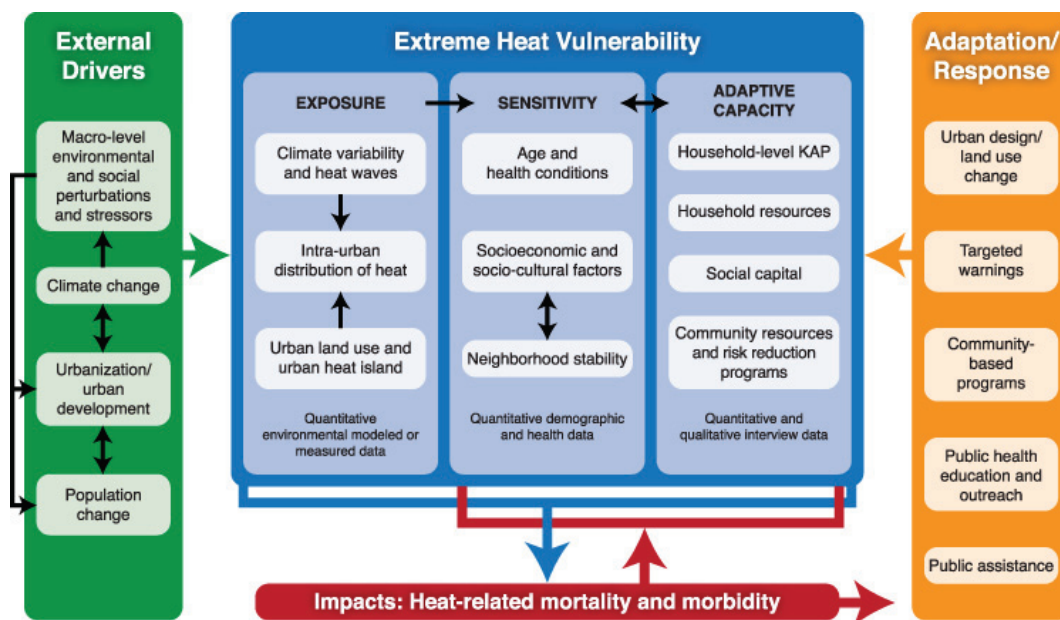 External
Drivers
Macro-level
environmental
and social
perturbations
and stressors
Climate change
Urbanization/
urban
development
Population
change
Extreme Heat Vulnerability
EXPOSURE
Climate variability
and heat waves
Intra-urban
distribution of heat
Urban land use and
urban heat island
Quantitative
environmental modeled or
measured data
SENSITIVITY
Age and
health conditions
Socioeconomic and
socio-cultural factors
Neighborhood stability
Quantitative demographic
and health data
ADAPTIVE
CAPACITY
Household-level KAP
Household resources
Social capital
Community resources
and risk reduction
programs
Quantitative and
qualitative interview data
Impacts: Heat-related mortality and morbidity
Adaptation/
Response
Urban design/
land use
change
Targeted
warnings
Community-
based
programs
Public health
education and
outreach
Public assistance